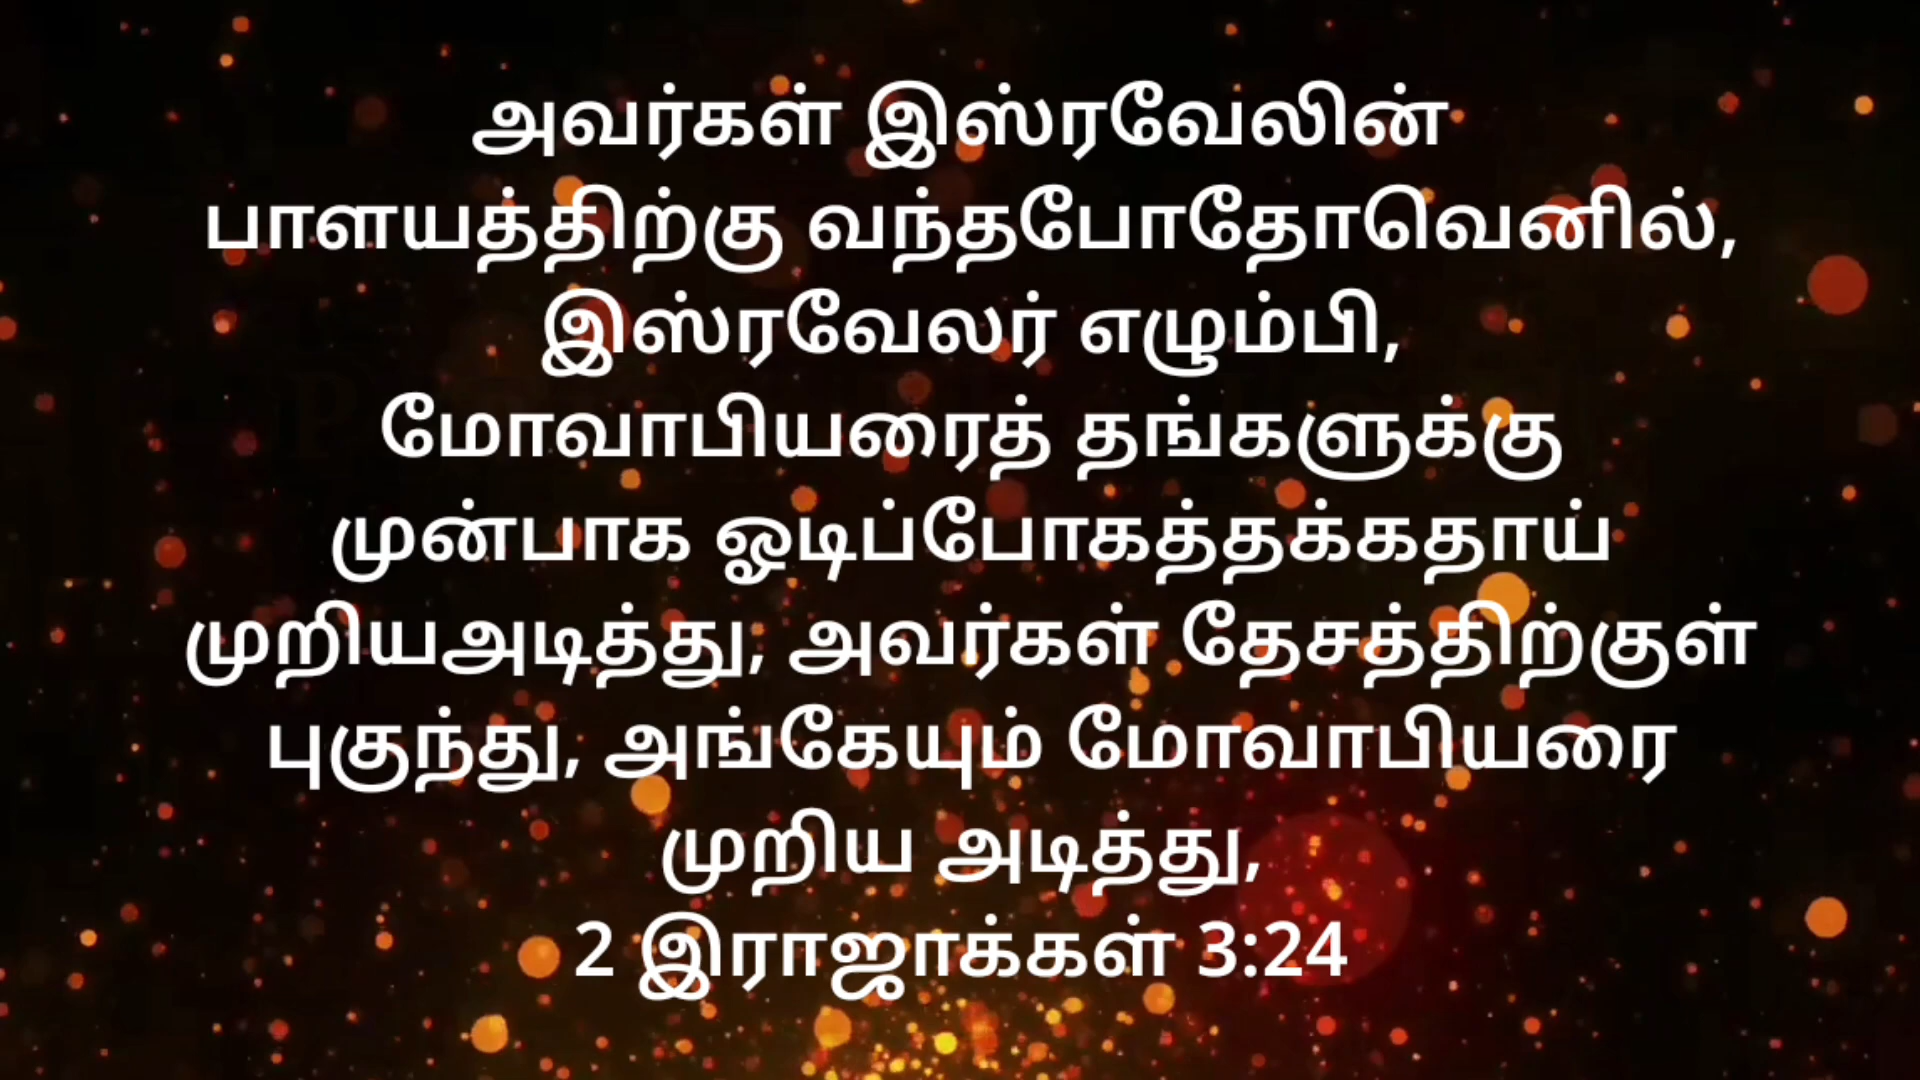 அவர்கள் இஸ்ரவேலின்
பாளயத்திற்கு வந்தபோதோவெனில்,
இஸ்ரவேலர் எழும்பி,
மோவாபியரைத் தங்களுக்கு
முன்பாக ஓடிப்போகத்தக்கதாய்
முறியஅடித்து, அவர்கள் தேசத்திற்குள்
புகுந்து, அங்கேயும் மோவாபியரை
முறிய அடித்து,
2 இராஜாக்கள் 3:24